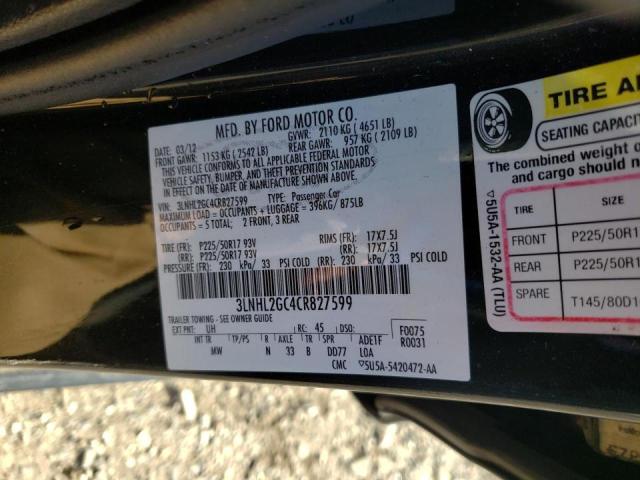 MFD. BY FORD MOTOR CO.
DATE: 03/12 GVWR: 2110 KG ( 4651 LB)
FRONT GAWR: 1153 KG ( 2542 LB) REAR GAWR: 957 KG ( 2109 LB)
THIS VEHICLE CONFORMS TO ALL APPLICABLE FEDERAL MOTOR
VEHICLE SAFETY, BUMPER, AND THEFT PREVENTION STANDARDS
IN EFFECT ON THE DATE OF MANUFACTURE SHOWN ABOVE.
VIN: 3LNHL2GC4CR827599 TYPE: Passenger Car
MAXIMUM LOAD = OCCUPANTS + LUGGAGE = 396KG / 875LB
OCCUPANTS = 5 TOTAL: 2 FRONT, 3 REAR
TIRE (FR): P225/50R17 93V RIMS (FR): 17X7.5J
(RR): P225/50R17 93V (RR): 17X7.5J
PRESSURE (FR): 230 kPa/ 33 PSI COLD (RR): 230 kPa/ 33 PSI COLD
3LNHL2GC4CR827599
TRAILER TOWING - SEE OWNER GUIDE
EXT PNT: UH RC: 45 DSO: F0075
INT TR TP/PS R AXLE TR SPR ADE1F R0031
MW N 33 B DD77 LOA
CMC 5U5A-5420472-AA
TIRE
SEATING
The combined weight
and cargo should
5U5A-1532-AA (TLU)
TIRE SIZE
FRONT P225/50R1
REAR P225/50R1
SPARE T145/80D1